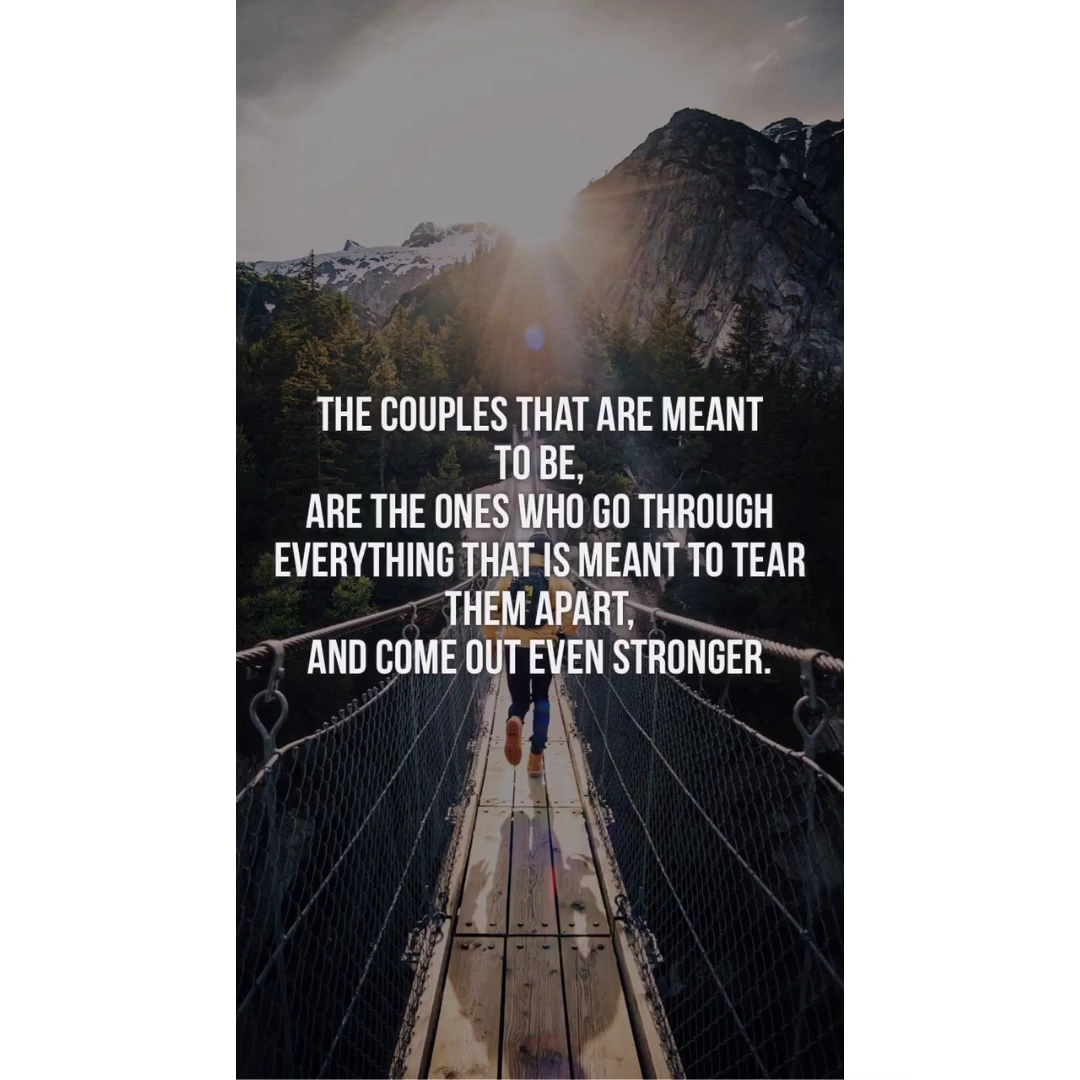 THE COUPLES THAT ARE MEANT
TO BE,
ARE THE ONES WHO GO THROUGH
EVERYTHING THAT IS MEANT TO TEAR
THEM APART,
AND COME OUT EVEN STRONGER.